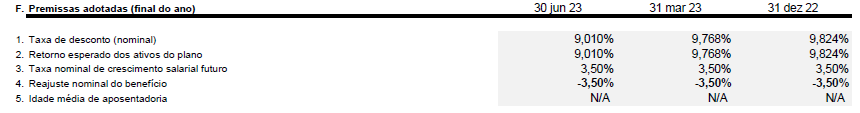 F. Premissas adotadas (final do ano) 30 jun 23 31 mar 23 31 dez 22
1. Taxa de desconto (nominal) 9,010% 9,768% 9,824%
2. Retorno esperado dos ativos do plano 9,010% 9,768% 9,824%
3. Taxa nominal de crescimento salarial futuro 3,50% 3,50% 3,50%
4. Reajuste nominal do benefício -3,50% -3,50% -3,50%
5. Idade média de aposentadoria N/A N/A N/A